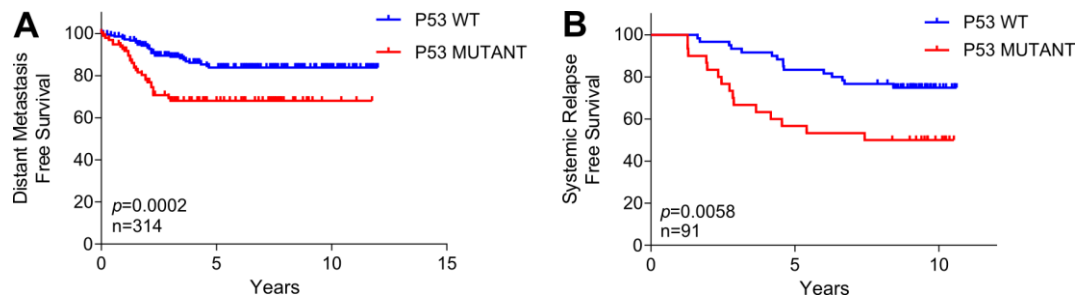 A
P53 WT
P53 MUTANT
Distant Metastasis
Free Survival
100
80
60
40
20
0
p=0.0002
n=314
0 5 10 15
Years
B
P53 WT
P53 MUTANT
Systemic Relapse
Free Survival
100
80
60
40
20
0
p=0.0058
n=91
0 5 10
Years